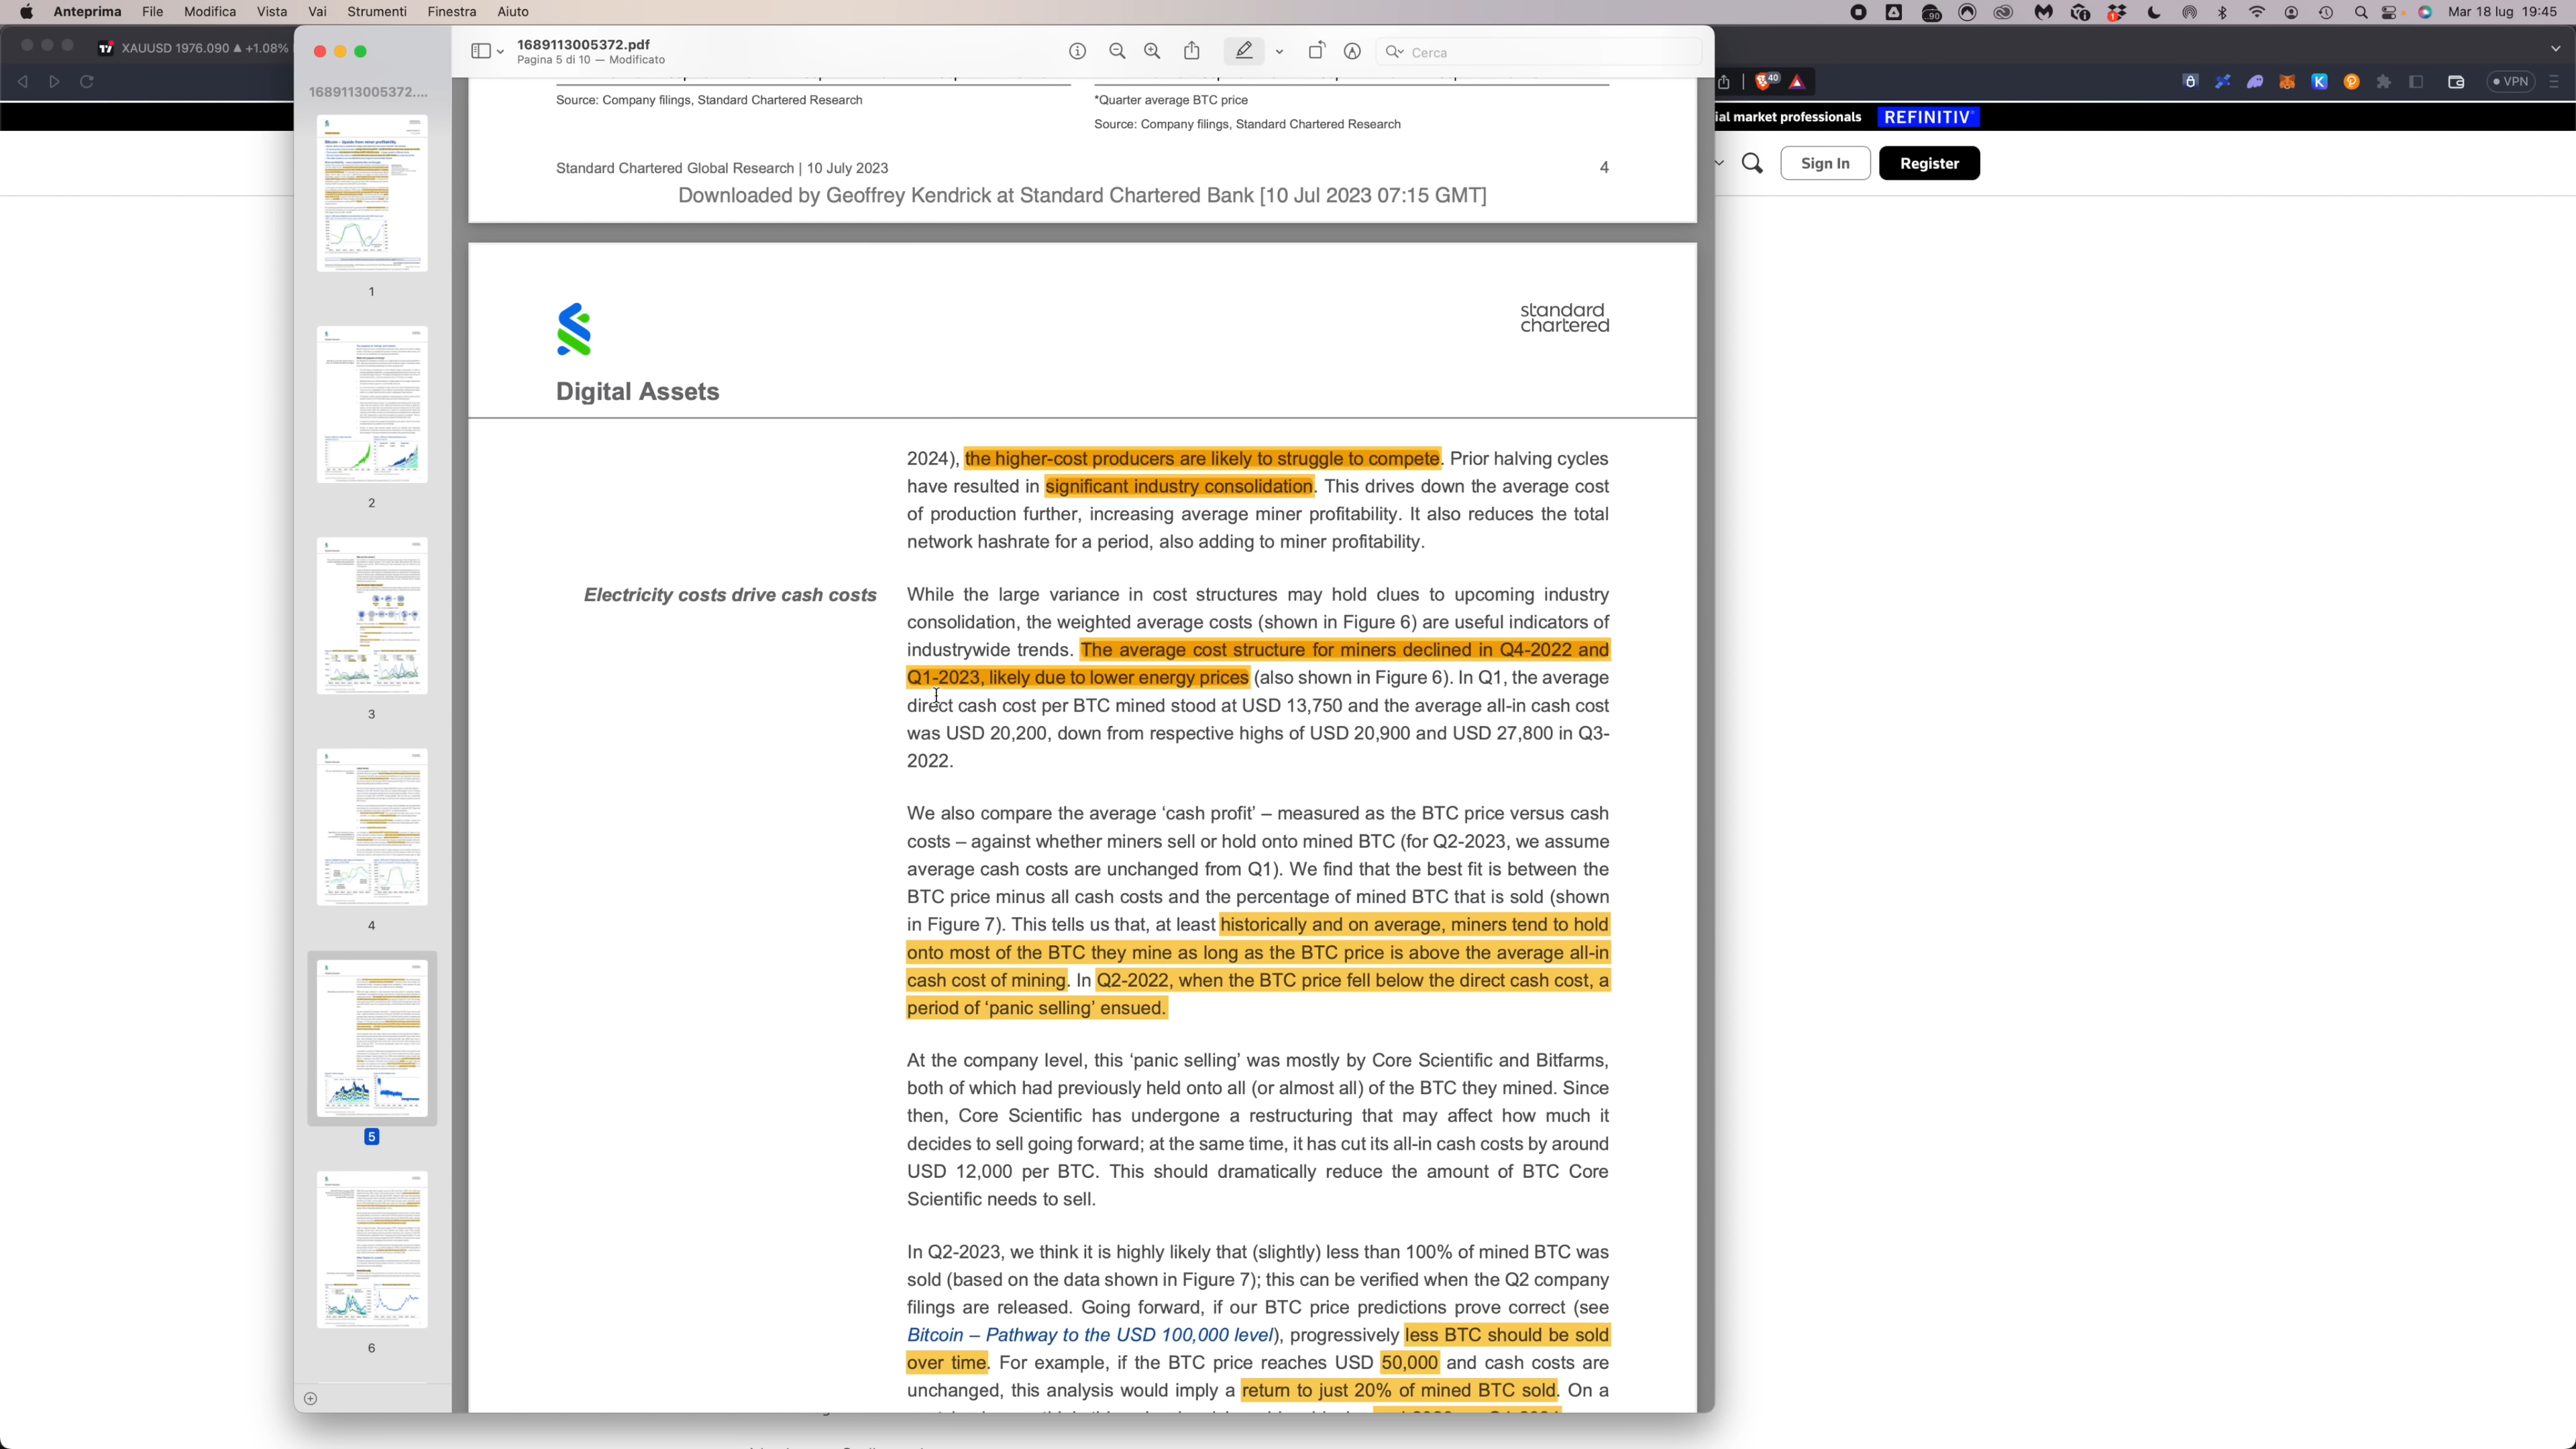 Anteprima File Modifica Vista Vai Strumenti Finestra Aiuto
Mar 18 lug 19:45
XAUUSD 1976.090 ▲ +1.08%
1689113005372.pdf
Pagina 5 di 10 — Modificato
Cerca
40
VPN
1689113005372....
ial market professionals REFINITIV
Sign In Register
1
2
3
4
5
6
Source: Company filings, Standard Chartered Research
*Quarter average BTC price
Source: Company filings, Standard Chartered Research
Standard Chartered Global Research | 10 July 2023
4
Downloaded by Geoffrey Kendrick at Standard Chartered Bank [10 Jul 2023 07:15 GMT]
standard
chartered
Digital Assets
2024), the higher-cost producers are likely to struggle to compete. Prior halving cycles
have resulted in significant industry consolidation. This drives down the average cost
of production further, increasing average miner profitability. It also reduces the total
network hashrate for a period, also adding to miner profitability.
Electricity costs drive cash costs
While the large variance in cost structures may hold clues to upcoming industry
consolidation, the weighted average costs (shown in Figure 6) are useful indicators of
industrywide trends. The average cost structure for miners declined in Q4-2022 and
Q1-2023, likely due to lower energy prices (also shown in Figure 6). In Q1, the average
direct cash cost per BTC mined stood at USD 13,750 and the average all-in cash cost
was USD 20,200, down from respective highs of USD 20,900 and USD 27,800 in Q3-
2022.
We also compare the average ‘cash profit’ – measured as the BTC price versus cash
costs – against whether miners sell or hold onto mined BTC (for Q2-2023, we assume
average cash costs are unchanged from Q1). We find that the best fit is between the
BTC price minus all cash costs and the percentage of mined BTC that is sold (shown
in Figure 7). This tells us that, at least historically and on average, miners tend to hold
onto most of the BTC they mine as long as the BTC price is above the average all-in
cash cost of mining. In Q2-2022, when the BTC price fell below the direct cash cost, a
period of ‘panic selling’ ensued.
At the company level, this ‘panic selling’ was mostly by Core Scientific and Bitfarms,
both of which had previously held onto all (or almost all) of the BTC they mined. Since
then, Core Scientific has undergone a restructuring that may affect how much it
decides to sell going forward; at the same time, it has cut its all-in cash costs by around
USD 12,000 per BTC. This should dramatically reduce the amount of BTC Core
Scientific needs to sell.
In Q2-2023, we think it is highly likely that (slightly) less than 100% of mined BTC was
sold (based on the data shown in Figure 7); this can be verified when the Q2 company
filings are released. Going forward, if our BTC price predictions prove correct (see
Bitcoin – Pathway to the USD 100,000 level), progressively less BTC should be sold
over time. For example, if the BTC price reaches USD 50,000 and cash costs are
unchanged, this analysis would imply a return to just 20% of mined BTC sold. On a